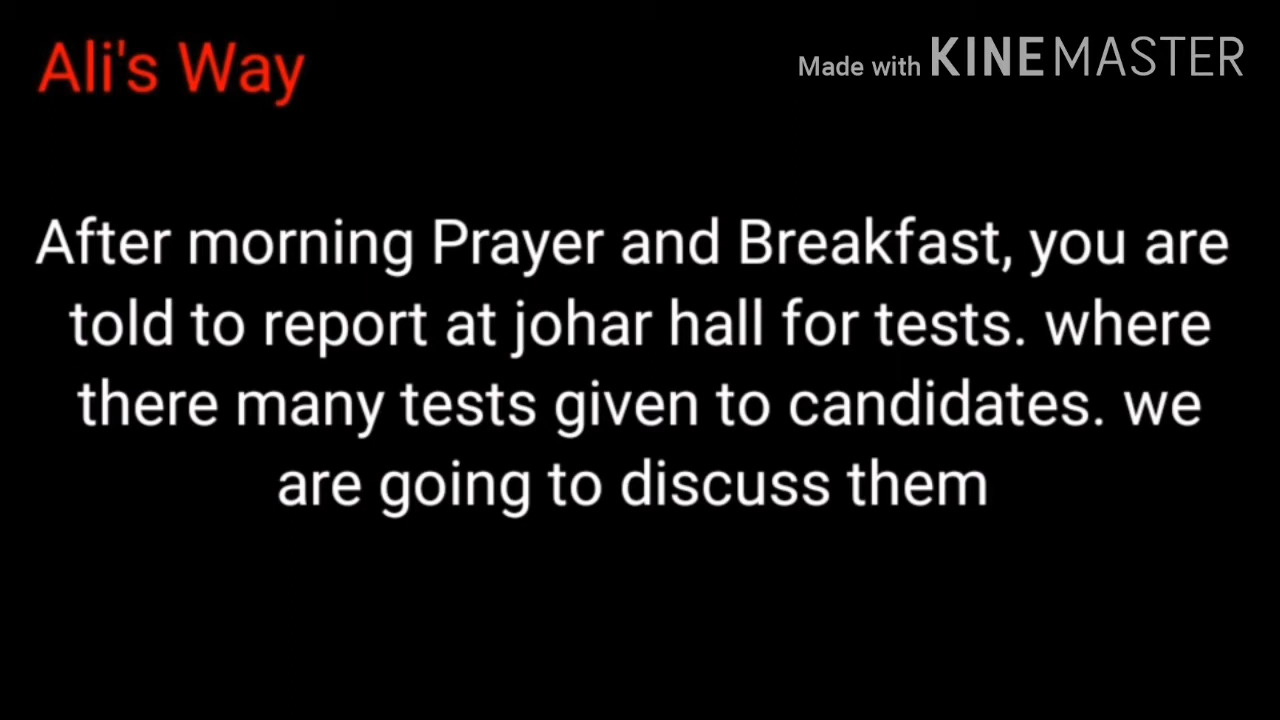 Ali's Way
Made with KINEMASTER
After morning Prayer and Breakfast, you are
told to report at johar hall for tests. where
there many tests given to candidates. we
are going to discuss them